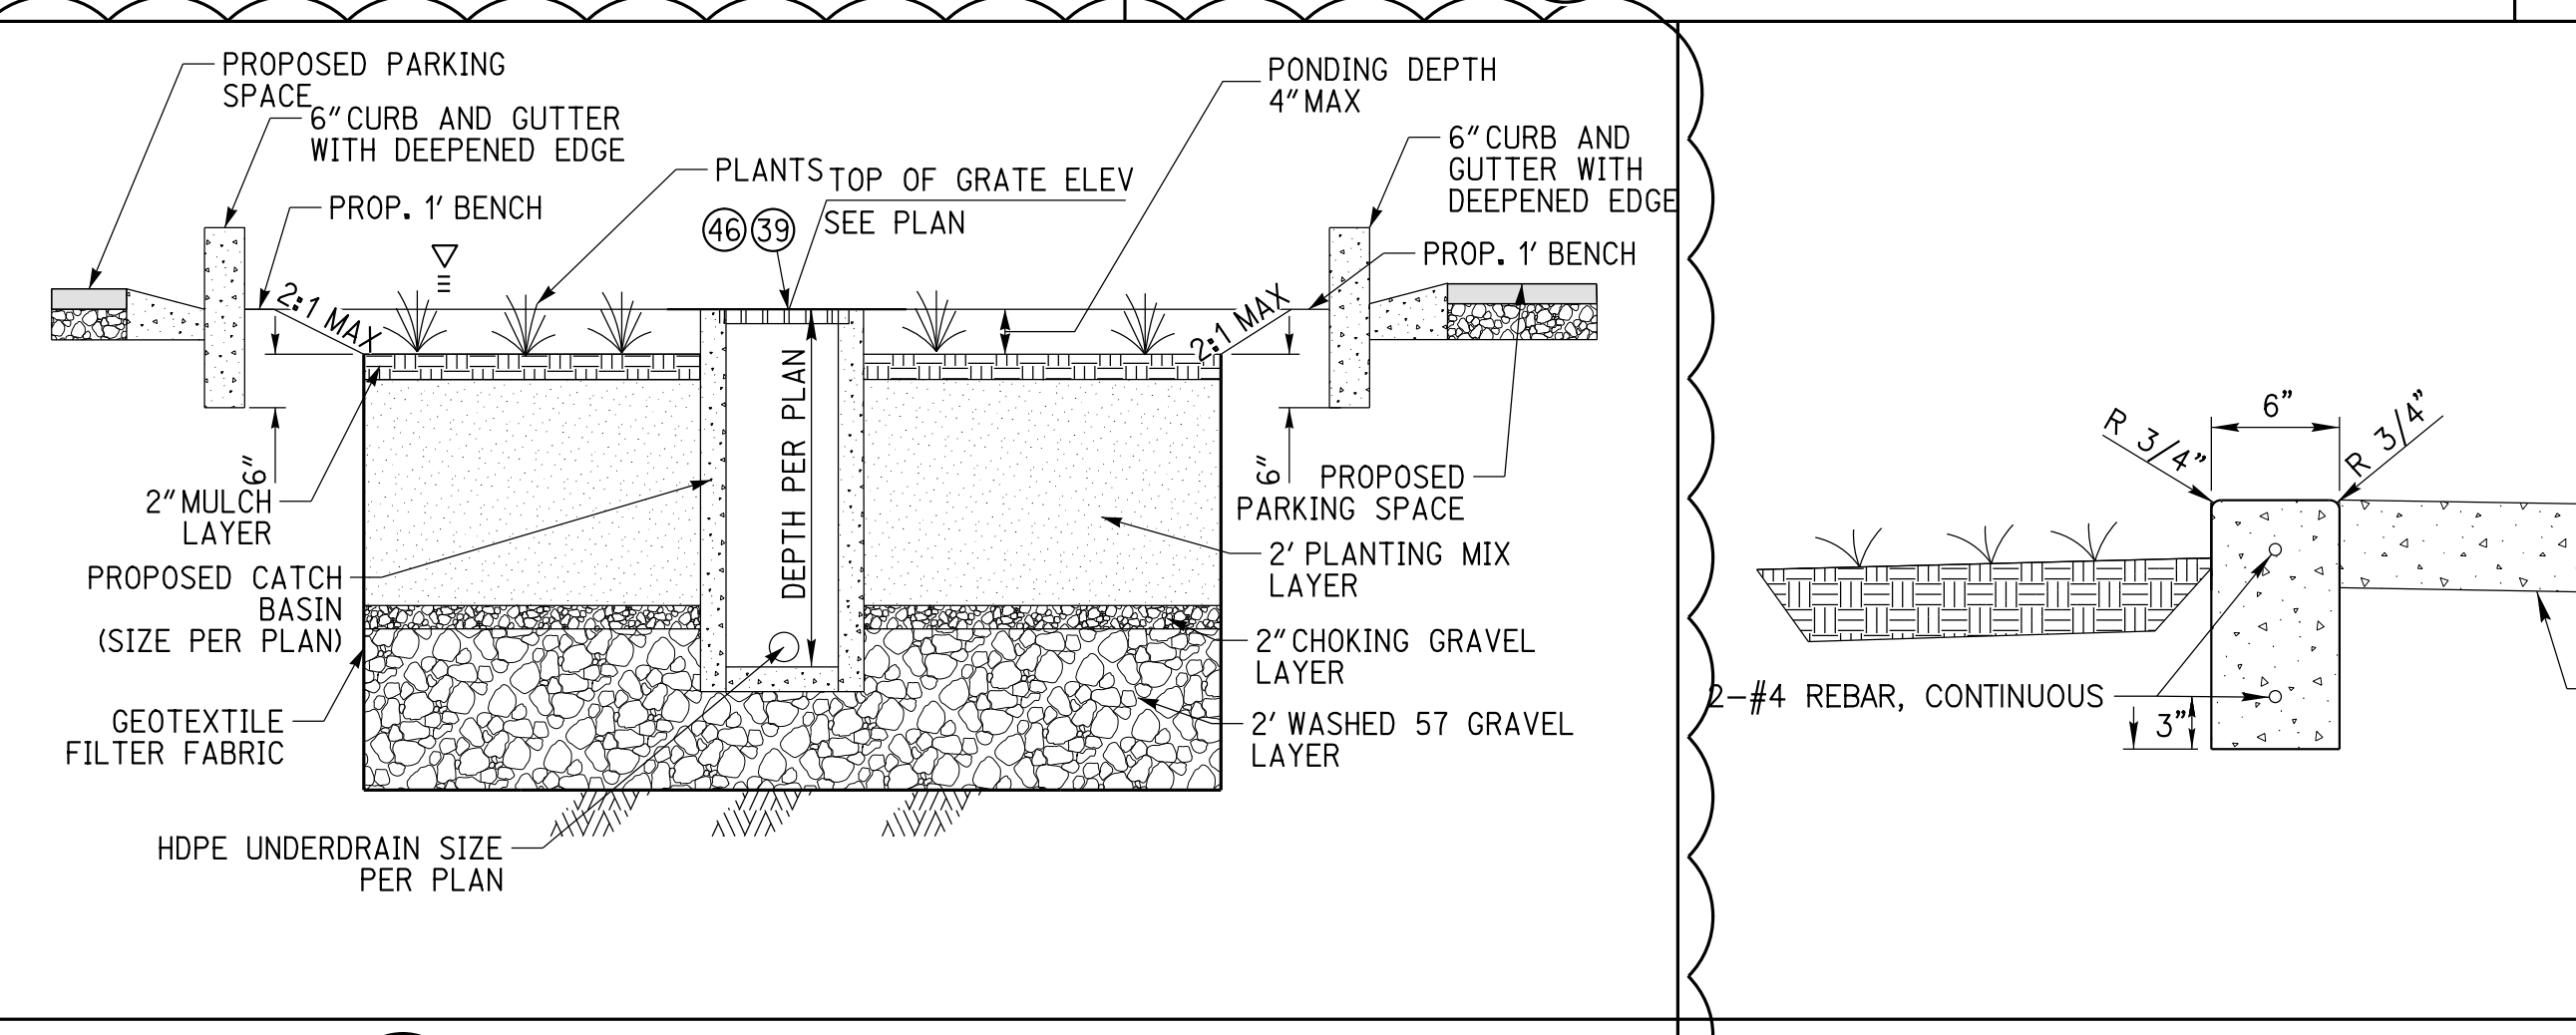 PROPOSED PARKING
SPACE
6" CURB AND GUTTER
WITH DEEPENED EDGE
PROP. 1' BENCH
2:1 MAX
PLANTS
TOP OF GRATE ELEV
SEE PLAN
46
39
PONDING DEPTH
4" MAX
6" CURB AND
GUTTER WITH
DEEPENED EDGE
PROP. 1' BENCH
2:1 MAX
DEPTH PER PLAN
6"
2" MULCH
LAYER
PROPOSED CATCH
BASIN
(SIZE PER PLAN)
GEOTEXTILE
FILTER FABRIC
HDPE UNDERDRAIN SIZE
PER PLAN
6"
PROPOSED
PARKING SPACE
2' PLANTING MIX
LAYER
2" CHOKING GRAVEL
LAYER
2' WASHED 57 GRAVEL
LAYER
6"
R 3/4"
R 3/4"
2-#4 REBAR, CONTINUOUS
3"